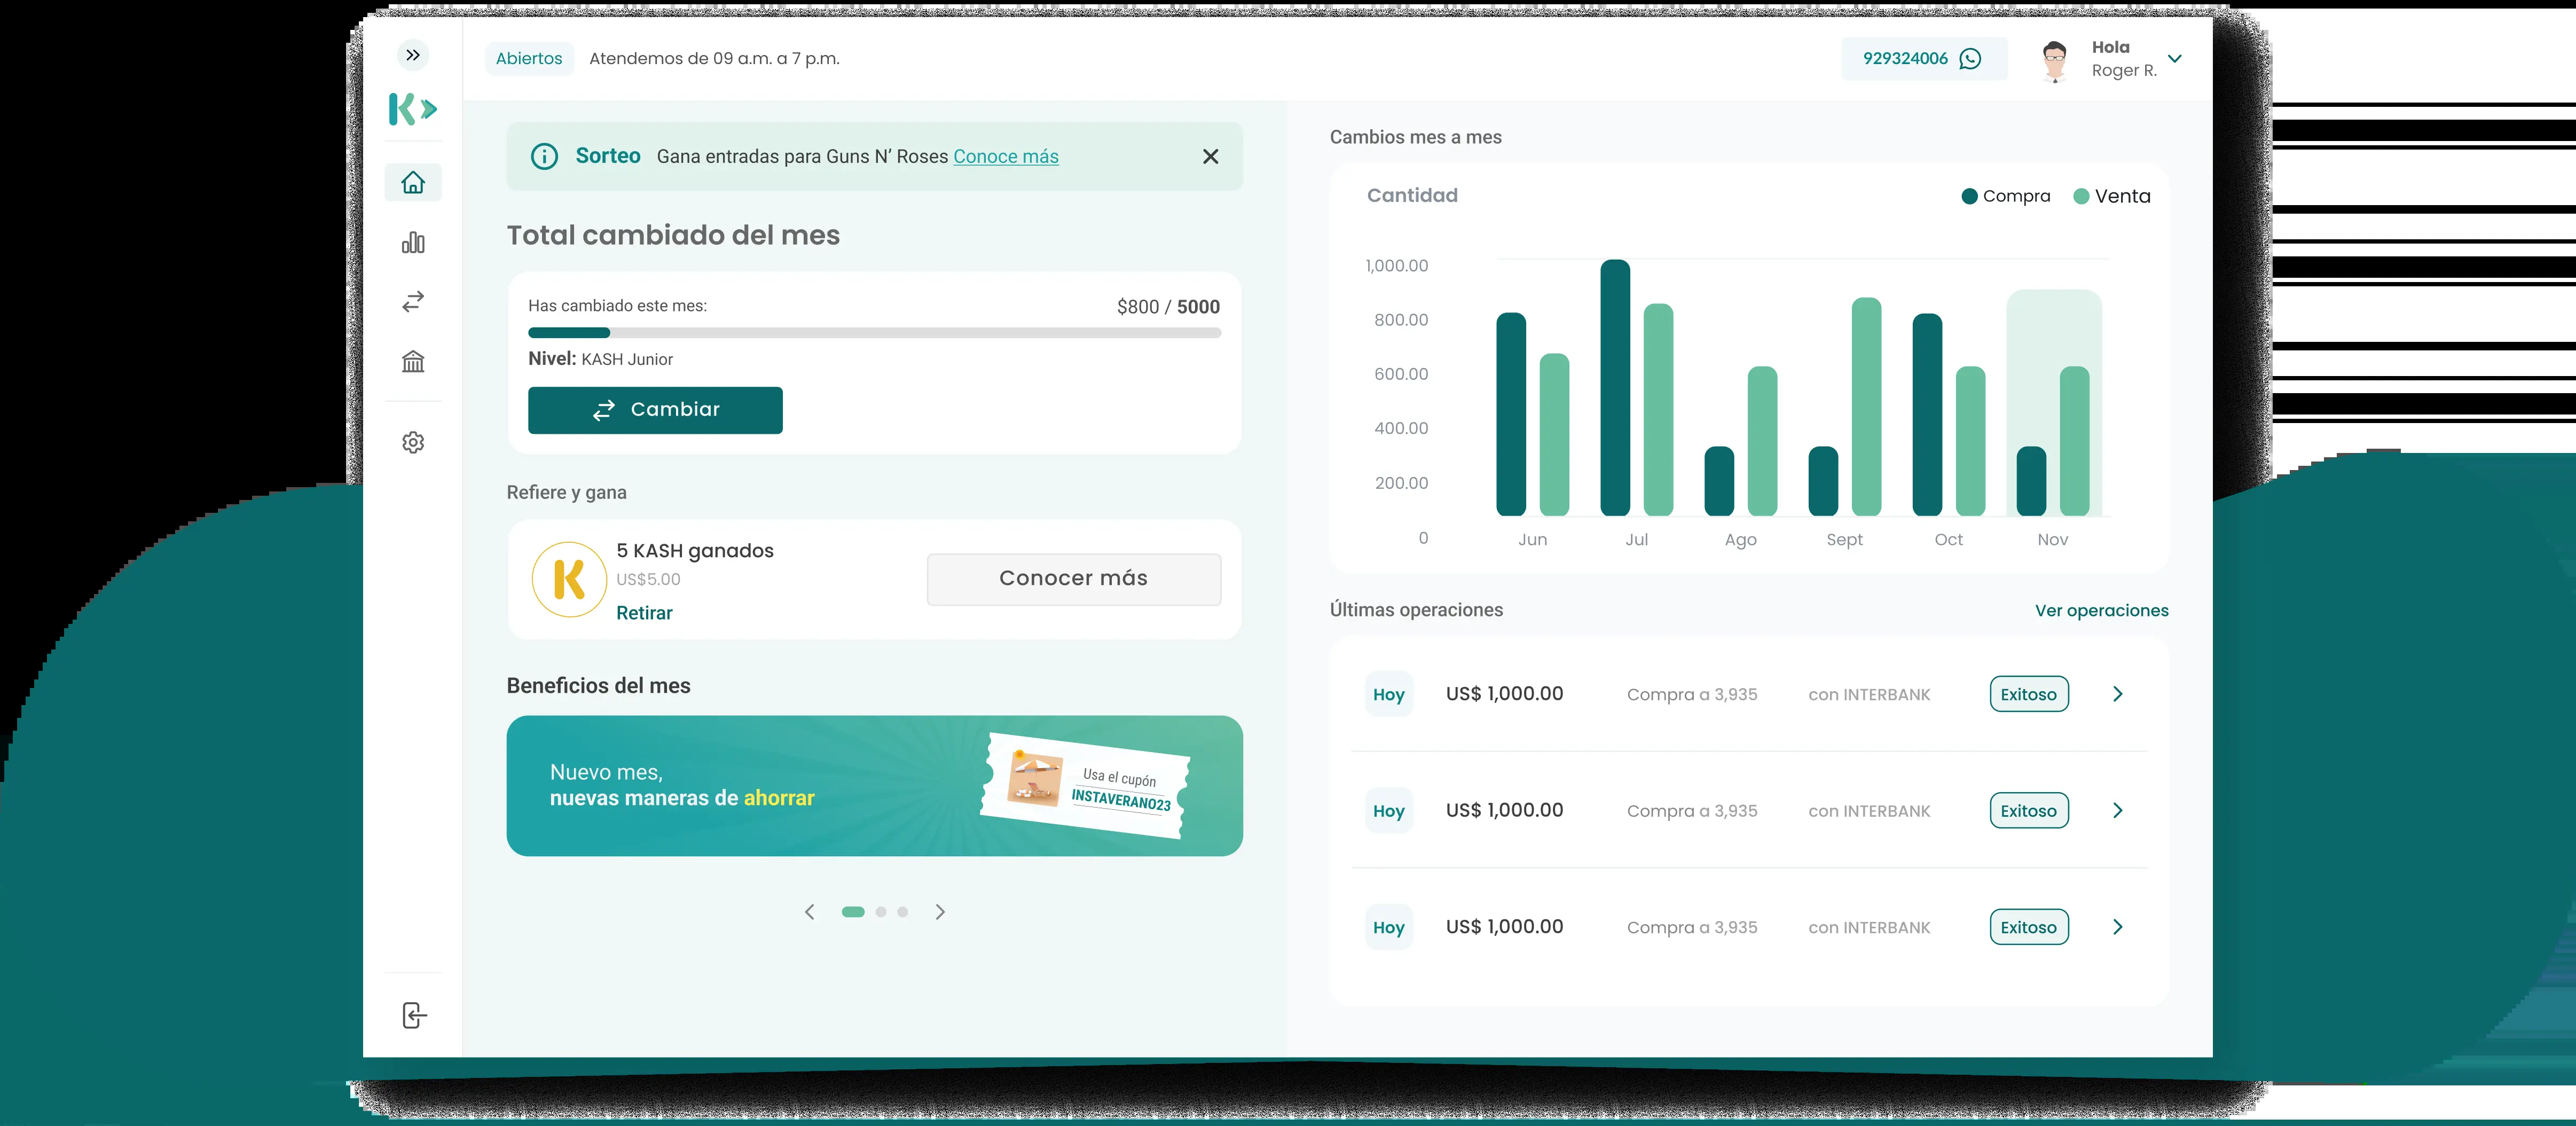 Abiertos Atendemos de 09 a.m. a 7 p.m.
929324006
Hola
Roger R.
Sorteo Gana entradas para Guns N’ Roses Conoce más
Total cambiado del mes
Has cambiado este mes: $800 / 5000
Nivel: KASH Junior
Cambiar
Refiere y gana
5 KASH ganados
US$5.00
Retirar
Conocer más
Beneficios del mes
Nuevo mes,
nuevas maneras de ahorrar
Usa el cupón
INSTAVERANO23
Cambios mes a mes
Cantidad
Compra Venta
1,000.00
800.00
600.00
400.00
200.00
0
Jun Jul Ago Sept Oct Nov
Últimas operaciones Ver operaciones
Hoy US$ 1,000.00 Compra a 3,935 con INTERBANK Exitoso
Hoy US$ 1,000.00 Compra a 3,935 con INTERBANK Exitoso
Hoy US$ 1,000.00 Compra a 3,935 con INTERBANK Exitoso